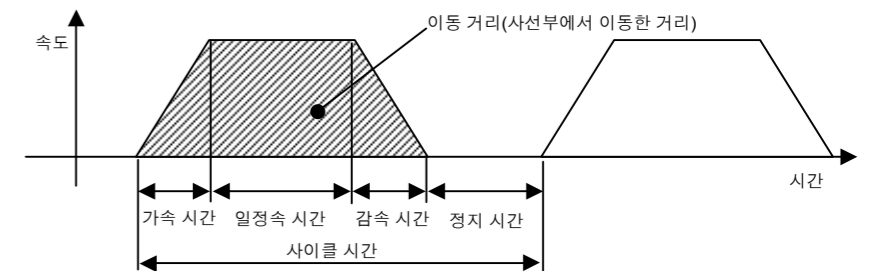 이동 거리(사선부에서 이동한 거리)
속도
시간
가속 시간
일정속 시간
감속 시간
정지 시간
사이클 시간